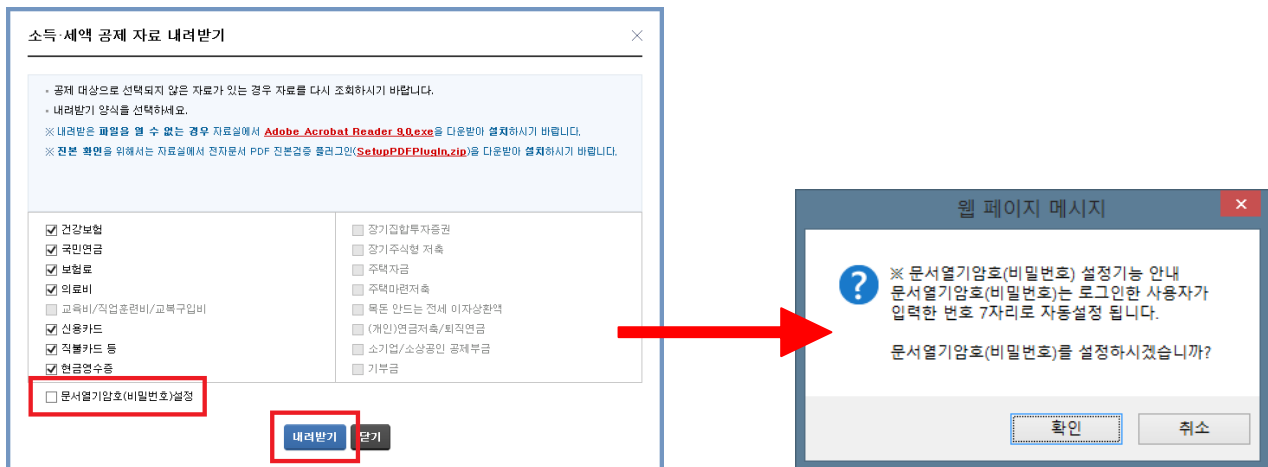 소득·세액 공제 자료 내려받기
• 공제 대상으로 선택되지 않은 자료가 있는 경우 자료를 다시 조회하시기 바랍니다.
• 내려받기 양식을 선택하세요.
※ 내려받은 파일을 열 수 없는 경우 자료실에서 Adobe Acrobat Reader 9.0.exe을 다운받아 설치하시기 바랍니다.
※ 진본 확인을 위해서는 자료실에서 전자문서 PDF 진본검증 플러그인(SetupPDFPlugIn.zip)을 다운받아 설치하시기 바랍니다.
건강보험
국민연금
보험료
의료비
교육비/직업훈련비/교복구입비
신용카드
직불카드 등
현금영수증
장기집합투자증권
장기주식형 저축
주택자금
주택마련저축
목돈 안드는 전세 이자상환액
(개인)연금저축/퇴직연금
소기업/소상공인 공제부금
기부금
문서열기암호(비밀번호)설정
내려받기
닫기
웹 페이지 메시지
※ 문서열기암호(비밀번호) 설정기능 안내
문서열기암호(비밀번호)는 로그인한 사용자가
입력한 번호 7자리로 자동설정 됩니다.
문서열기암호(비밀번호)를 설정하시겠습니까?
확인
취소